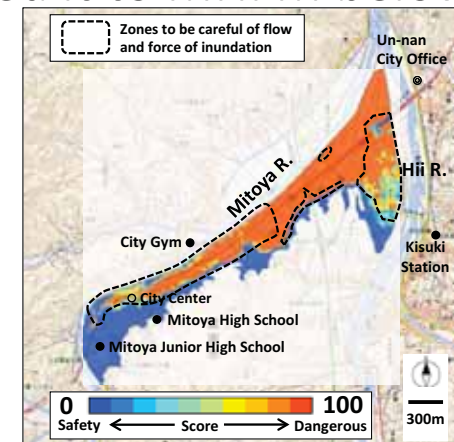 Zones to be careful of flow
and force of inundation
Un-nan
City Office
Mitoya R.
Hii R.
City Gym
Kisuki
Station
City Center
Mitoya High School
Mitoya Junior High School
0 100
Safety Score Dangerous
300m